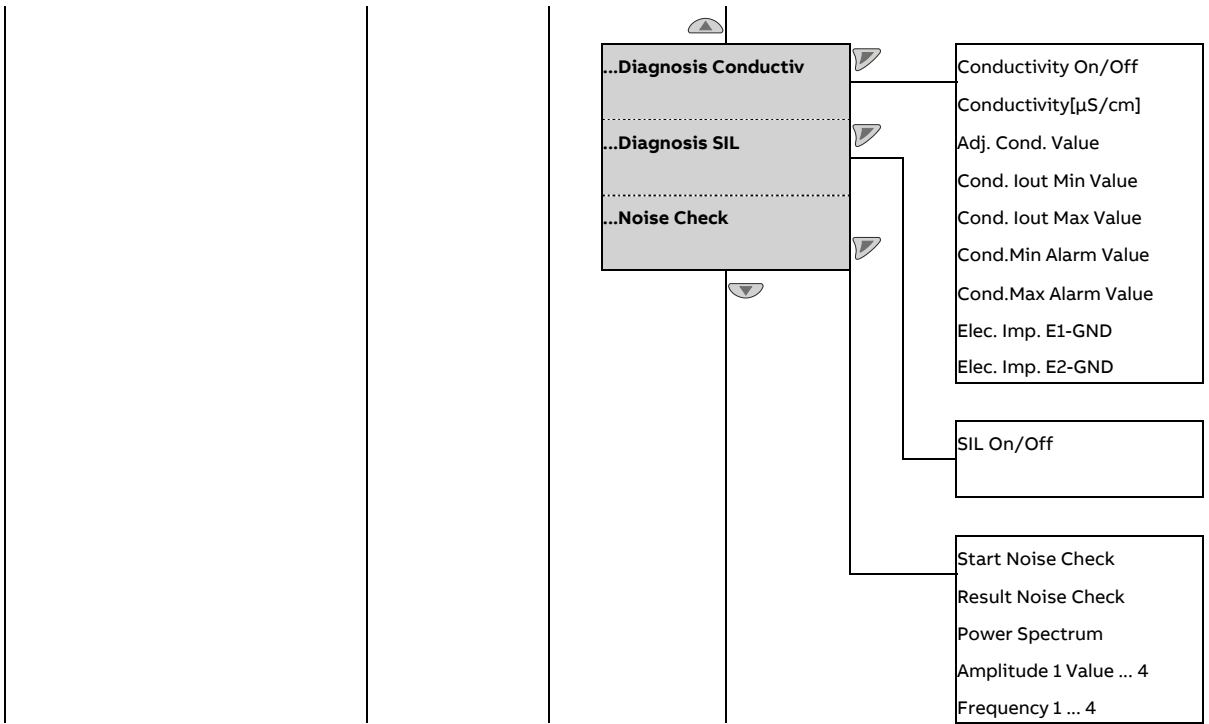 ...Diagnosis Conductiv
...Diagnosis SIL
...Noise Check
Conductivity On/Off
Conductivity[µS/cm]
Adj. Cond. Value
Cond. Iout Min Value
Cond. Iout Max Value
Cond.Min Alarm Value
Cond.Max Alarm Value
Elec. Imp. E1-GND
Elec. Imp. E2-GND
SIL On/Off
Start Noise Check
Result Noise Check
Power Spectrum
Amplitude 1 Value ... 4
Frequency 1 ... 4